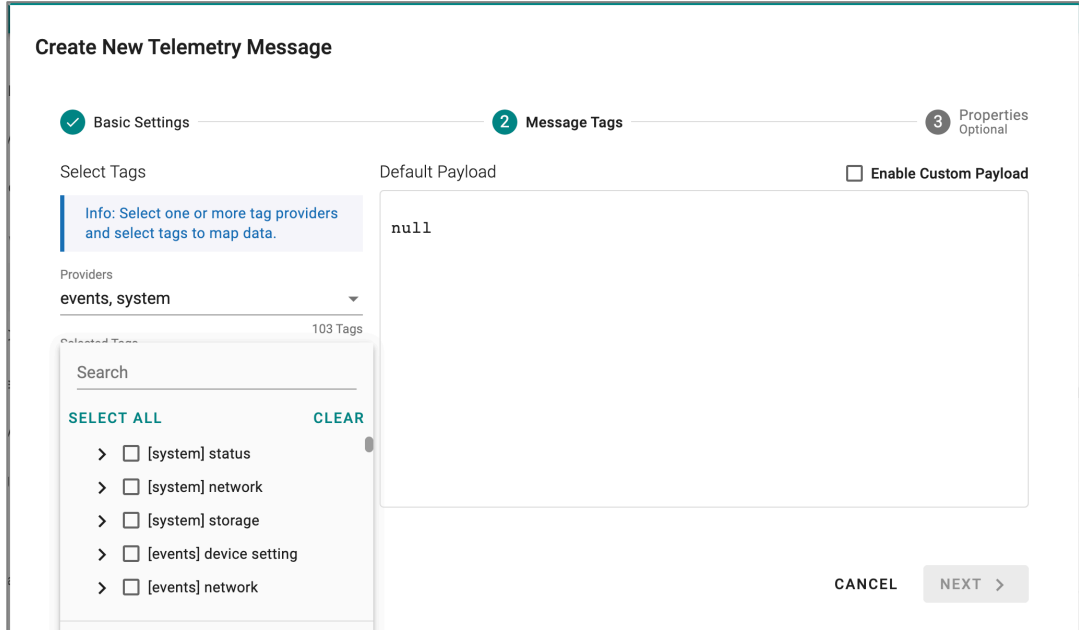 Create New Telemetry Message
Basic Settings
2 Message Tags
3 Properties
Optional
Select Tags
Info: Select one or more tag providers
and select tags to map data.
Providers
events, system
103 Tags
Selected Tags
Search
SELECT ALL CLEAR
[system] status
[system] network
[system] storage
[events] device setting
[events] network
Default Payload
Enable Custom Payload
null
CANCEL
NEXT